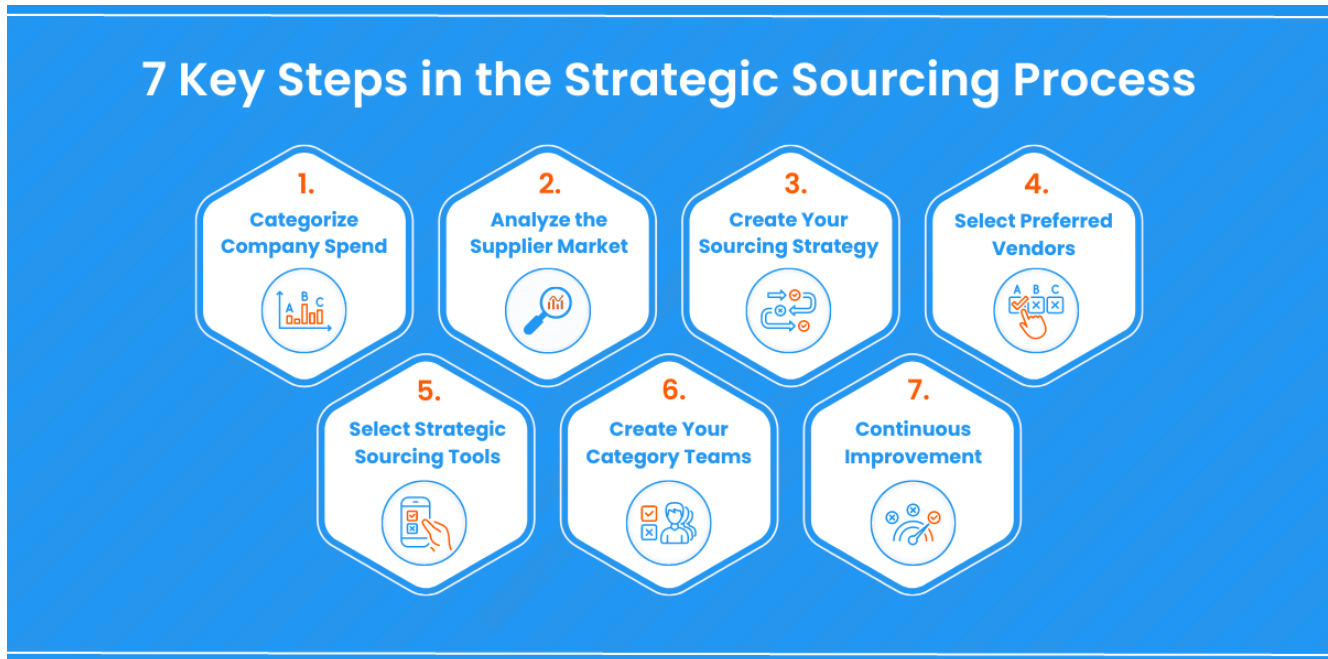 7 Key Steps in the Strategic Sourcing Process
1.
Categorize
Company Spend
A B C
2.
Analyze the
Supplier Market
3.
Create Your
Sourcing Strategy
4.
Select Preferred
Vendors
A B C
5.
Select Strategic
Sourcing Tools
6.
Create Your
Category Teams
7.
Continuous
Improvement